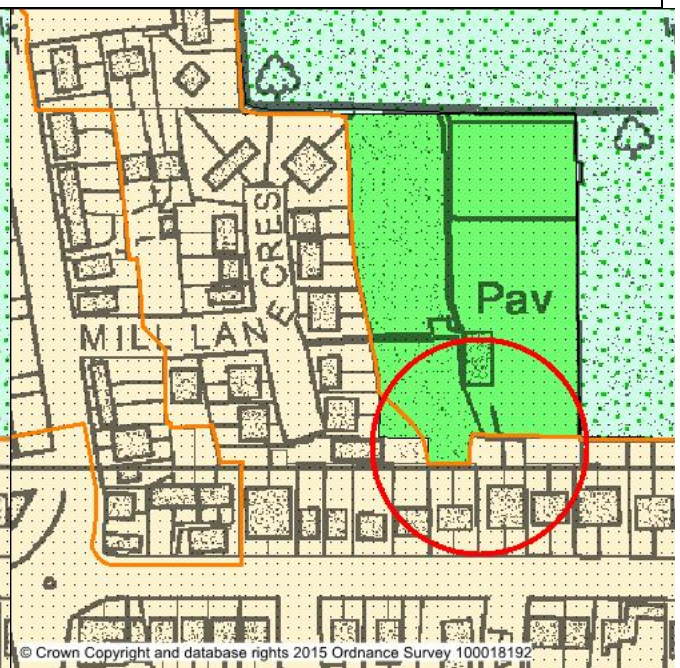 CRES
Pav
MILL LANE
© Crown Copyright and database rights 2015 Ordnance Survey 100018192